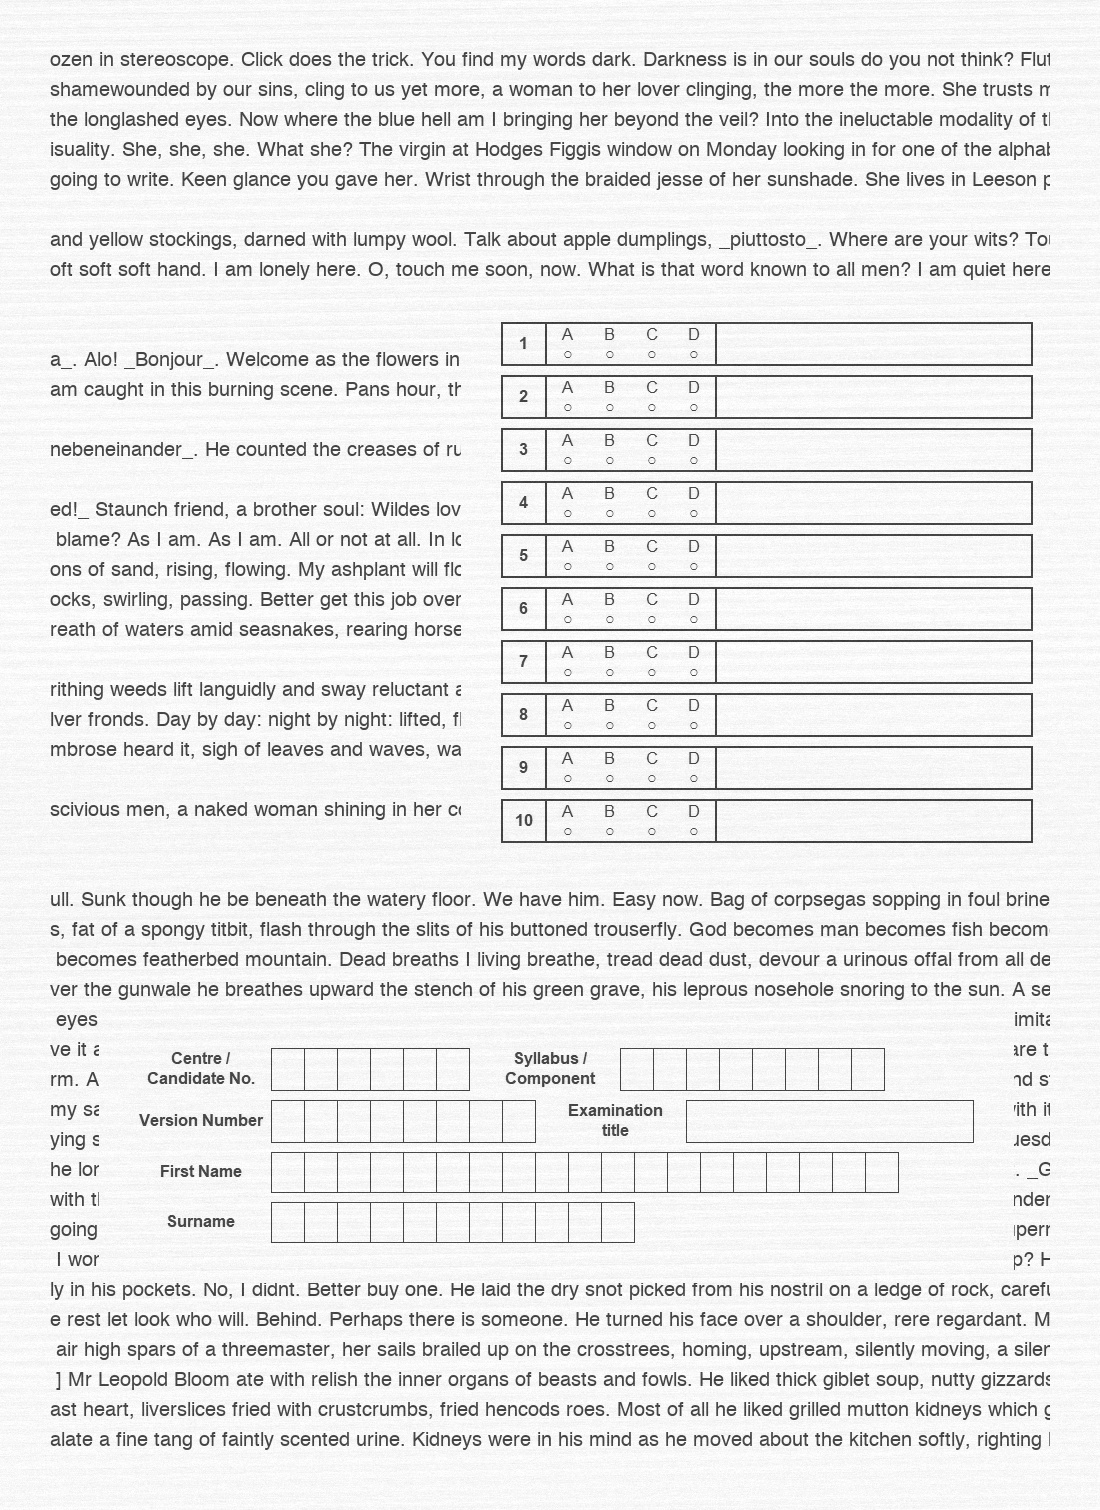 ozen in stereoscope. Click does the trick. You find my words dark. Darkness is in our souls do you not think? Flut
shamewounded by our sins, cling to us yet more, a woman to her lover clinging, the more the more. She trusts m
the longlashed eyes. Now where the blue hell am I bringing her beyond the veil? Into the ineluctable modality of
isuality. She, she, she. What she? The virgin at Hodges Figgis window on Monday looking in for one of the alphab
going to write. Keen glance you gave her. Wrist through the braided jesse of her sunshade. She lives in Leeson p
and yellow stockings, darned with lumpy wool. Talk about apple dumplings, _piuttosto_. Where are your wits? Tou
oft soft soft hand. I am lonely here. O, touch me soon, now. What is that word known to all men? I am quiet here
a_. Alo! _Bonjour_. Welcome as the flowers in
am caught in this burning scene. Pans hour, th
nebeneinander_. He counted the creases of ru
ed!_ Staunch friend, a brother soul: Wildes lov
blame? As I am. As I am. All or not at all. In lo
ons of sand, rising, flowing. My ashplant will flo
ocks, swirling, passing. Better get this job over
reath of waters amid seasnakes, rearing horse
rithing weeds lift languidly and sway reluctant a
lver fronds. Day by day: night by night: lifted, fl
mbrose heard it, sigh of leaves and waves, wa
scivious men, a naked woman shining in her co
1 A B C D
2 A B C D
3 A B C D
4 A B C D
5 A B C D
6 A B C D
7 A B C D
8 A B C D
9 A B C D
10 A B C D
ull. Sunk though he be beneath the watery floor. We have him. Easy now. Bag of corpsegas sopping in foul brine
s, fat of a spongy titbit, flash through the slits of his buttoned trouserfly. God becomes man becomes fish becom
becomes featherbed mountain. Dead breaths I living breathe, tread dead dust, devour a urinous offal from all de
ver the gunwale he breathes upward the stench of his green grave, his leprous nosehole snoring to the sun. A se
eyes imita
ve it a are t
rm. A nd s
my sa with it
ying s uesd
he lor . _G
with t nder
going perr
I wor p? H
Centre /
Candidate No.
Syllabus /
Component
Version Number
Examination
title
First Name
Surname
ly in his pockets. No, I didnt. Better buy one. He laid the dry snot picked from his nostril on a ledge of rock, carefu
e rest let look who will. Behind. Perhaps there is someone. He turned his face over a shoulder, rere regardant. M
air high spars of a threemaster, her sails brailed up on the crosstrees, homing, upstream, silently moving, a silen
] Mr Leopold Bloom ate with relish the inner organs of beasts and fowls. He liked thick giblet soup, nutty gizzards
ast heart, liverslices fried with crustcrumbs, fried hencods roes. Most of all he liked grilled mutton kidneys which g
alate a fine tang of faintly scented urine. Kidneys were in his mind as he moved about the kitchen softly, righting